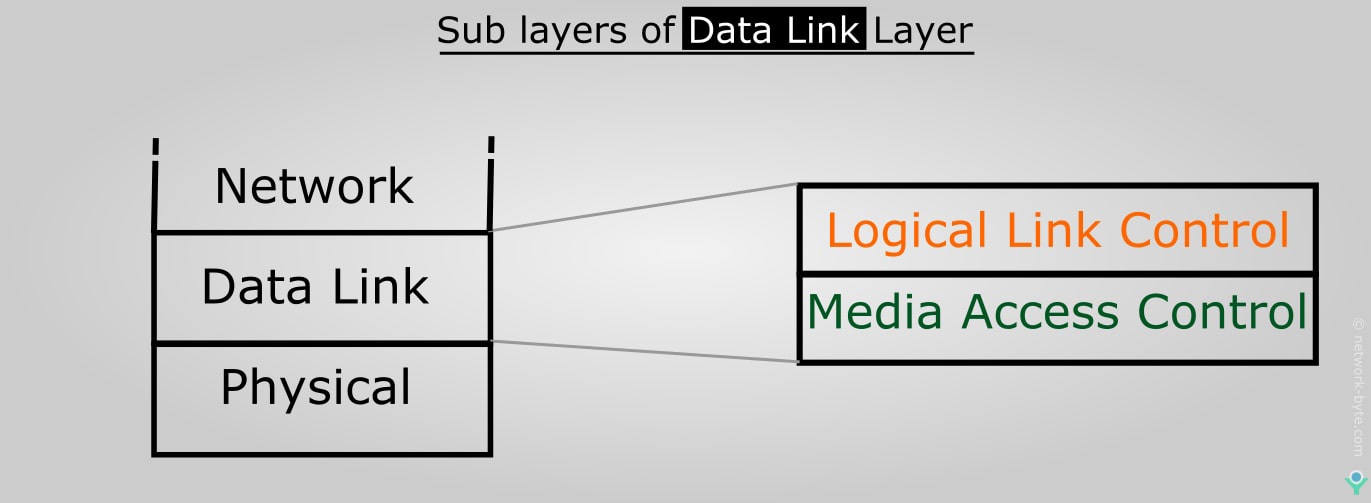 Sub layers of Data Link Layer
Network
Data Link
Physical
Logical Link Control
Media Access Control
© network-byte.com